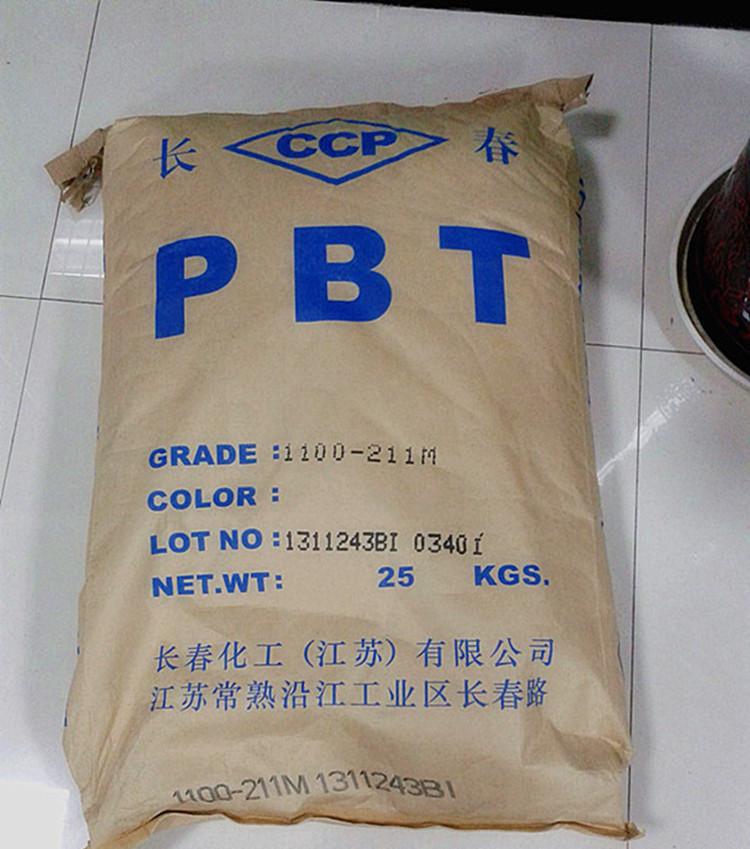 长 CCP 春
PBT
GRADE :1100-211M
COLOR :
LOT NO :1311243BI 0340
NET.WT: 25 KGS.
长春化工（江苏）有限公司
江苏常熟沿江工业区长春路
1100-211M 1311243BI